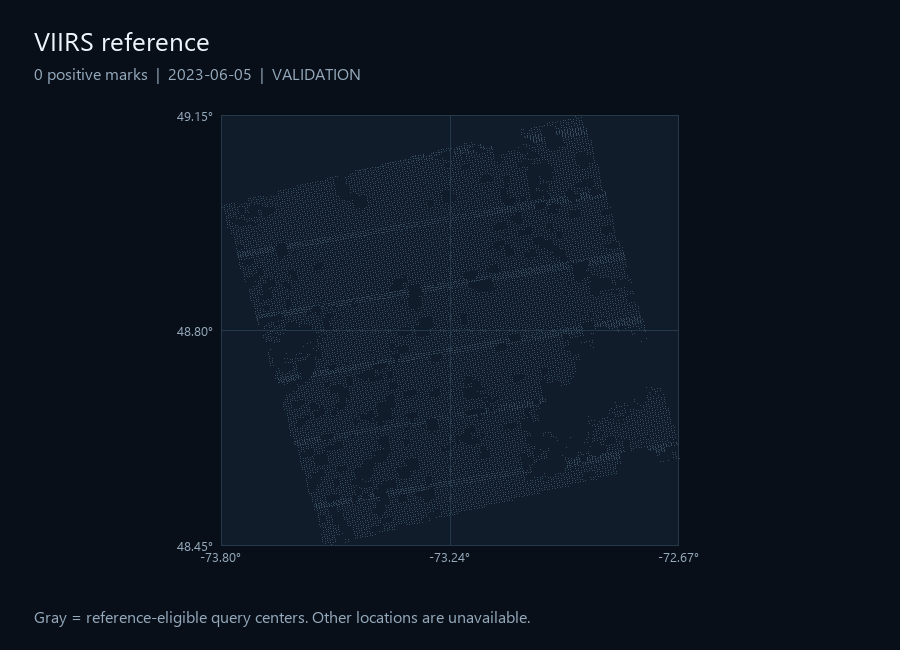 VIIRS reference
0 positive marks | 2023-06-05 | VALIDATION
49.15°
48.80°
48.45°
-73.80° -73.24° -72.67°
Gray = reference-eligible query centers. Other locations are unavailable.